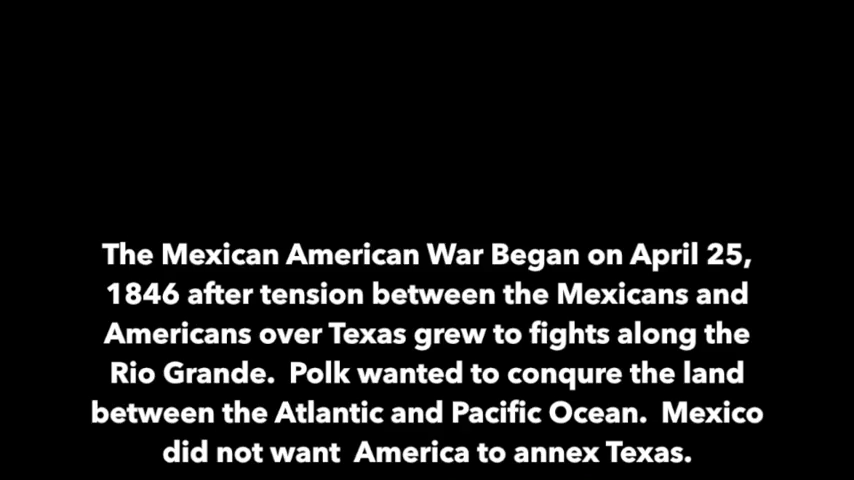 The Mexican American War Began on April 25,
1846 after tension between the Mexicans and
Americans over Texas grew to fights along the
Rio Grande.  Polk wanted to conqure the land
between the Atlantic and Pacific Ocean.  Mexico
did not want  America to annex Texas.